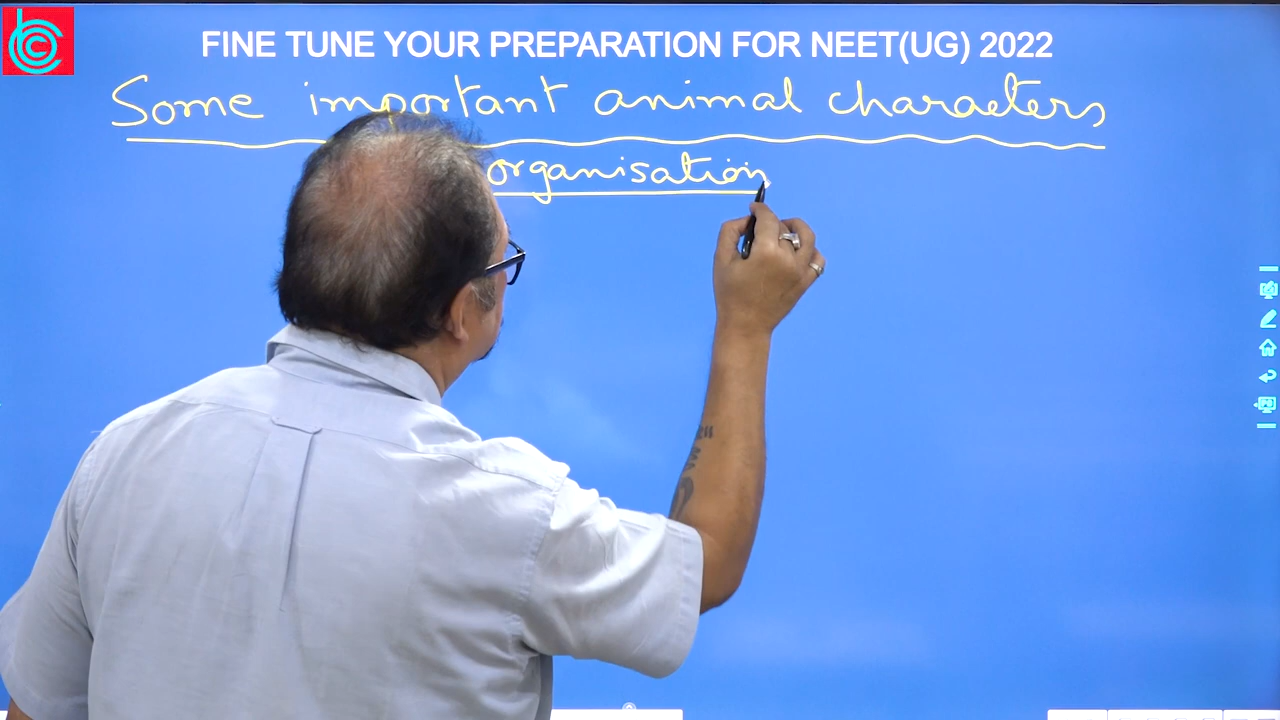 FINE TUNE YOUR PREPARATION FOR NEET(UG) 2022
Some important animal characters
organisation